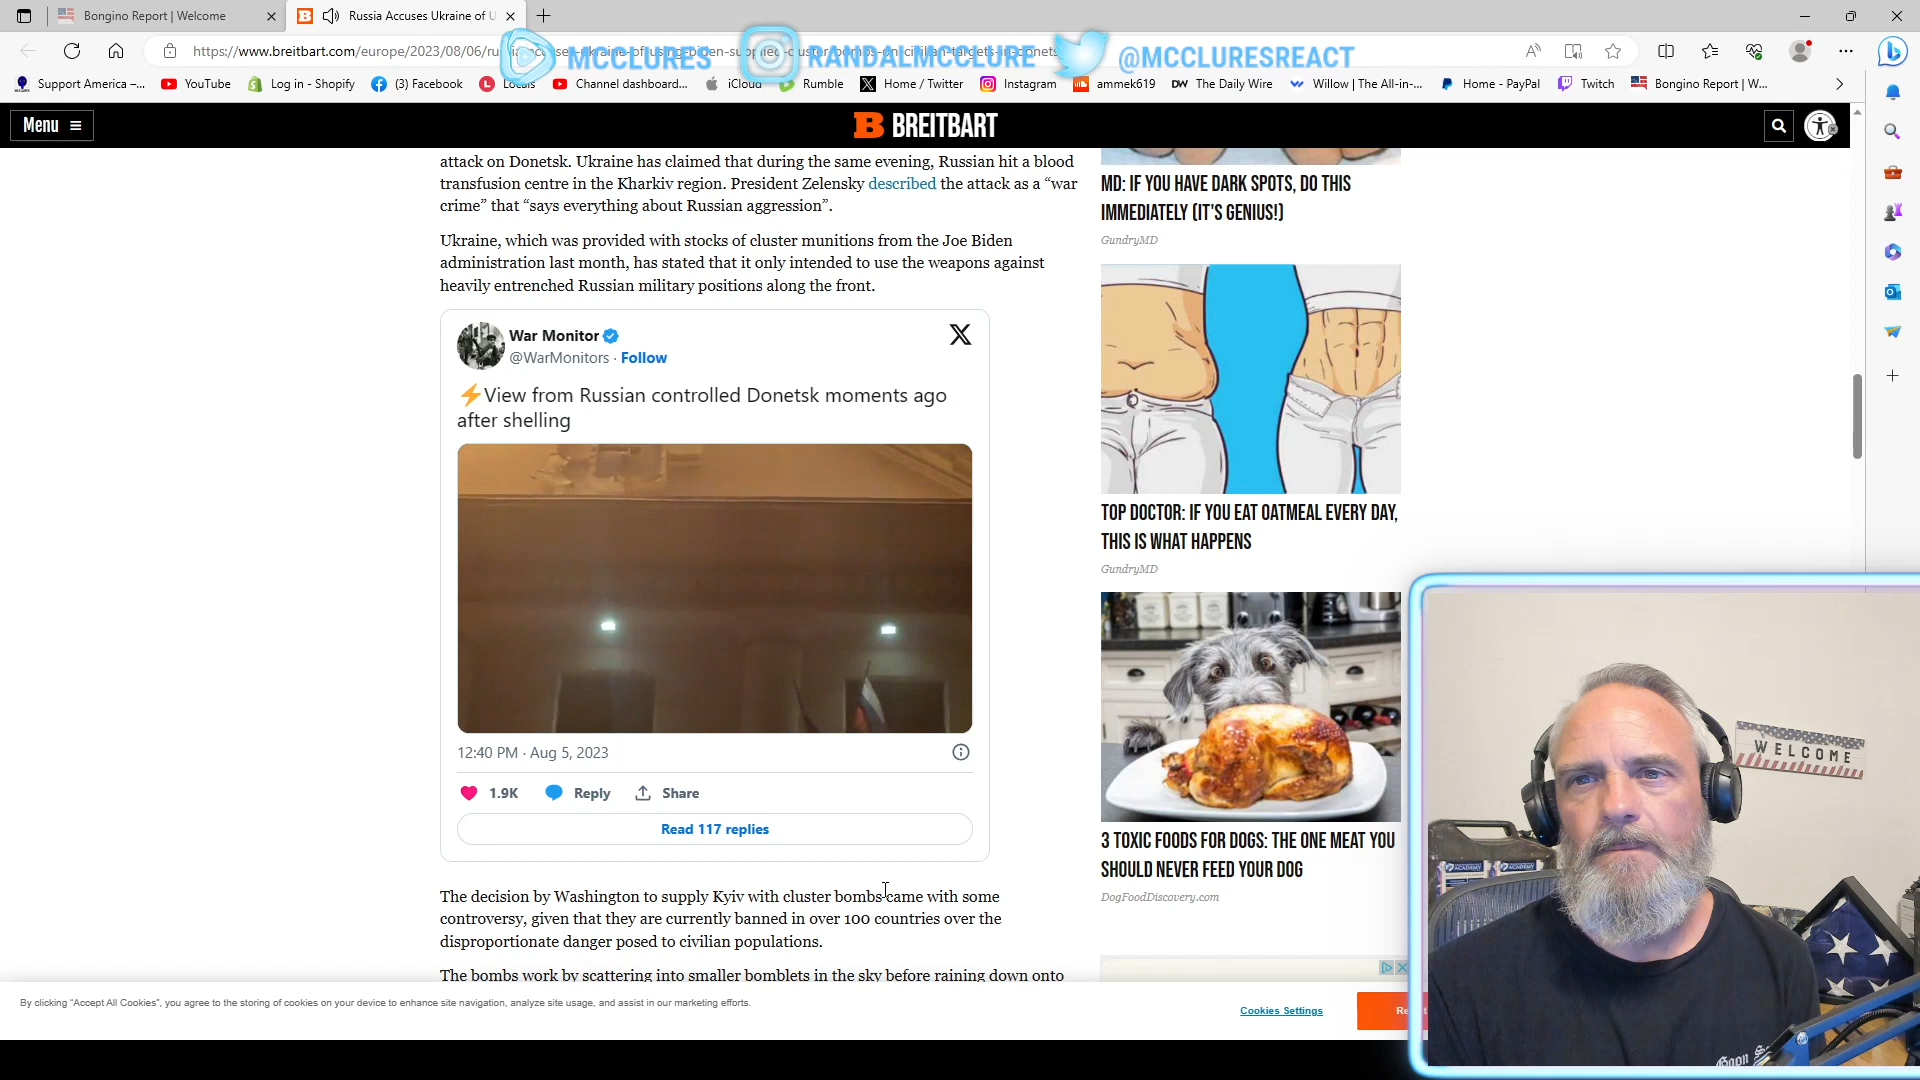 Bongino Report | Welcome
Russia Accuses Ukraine of U
https://www.breitbart.com/europe/2023/08/06/
MCCLURES
RANDALMCCLURE
@MCCLURESREACT
Support America –...
YouTube
Log in - Shopify
(3) Facebook
Locals
Channel dashboard...
iCloud
Rumble
Home / Twitter
Instagram
ammek619
DW
The Daily Wire
Willow | The All-in-...
Home - PayPal
Twitch
Bongino Report | W...
Menu
B BREITBART
attack on Donetsk. Ukraine has claimed that during the same evening, Russian hit a blood
transfusion centre in the Kharkiv region. President Zelensky described the attack as a “war
crime” that “says everything about Russian aggression”.
Ukraine, which was provided with stocks of cluster munitions from the Joe Biden
administration last month, has stated that it only intended to use the weapons against
heavily entrenched Russian military positions along the front.
War Monitor
@WarMonitors · Follow
X
⚡View from Russian controlled Donetsk moments ago
after shelling
12:40 PM · Aug 5, 2023
1.9K
Reply
Share
Read 117 replies
The decision by Washington to supply Kyiv with cluster bombs came with some
controversy, given that they are currently banned in over 100 countries over the
disproportionate danger posed to civilian populations.
The bombs work by scattering into smaller bomblets in the sky before raining down onto
MD: IF YOU HAVE DARK SPOTS, DO THIS
IMMEDIATELY (IT'S GENIUS!)
GundryMD
TOP DOCTOR: IF YOU EAT OATMEAL EVERY DAY,
THIS IS WHAT HAPPENS
GundryMD
3 TOXIC FOODS FOR DOGS: THE ONE MEAT YOU
SHOULD NEVER FEED YOUR DOG
DogFoodDiscovery.com
WELCOME
ACADEMY
ACADEMY
By clicking “Accept All Cookies”, you agree to the storing of cookies on your device to enhance site navigation, analyze site usage, and assist in our marketing efforts.
Cookies Settings